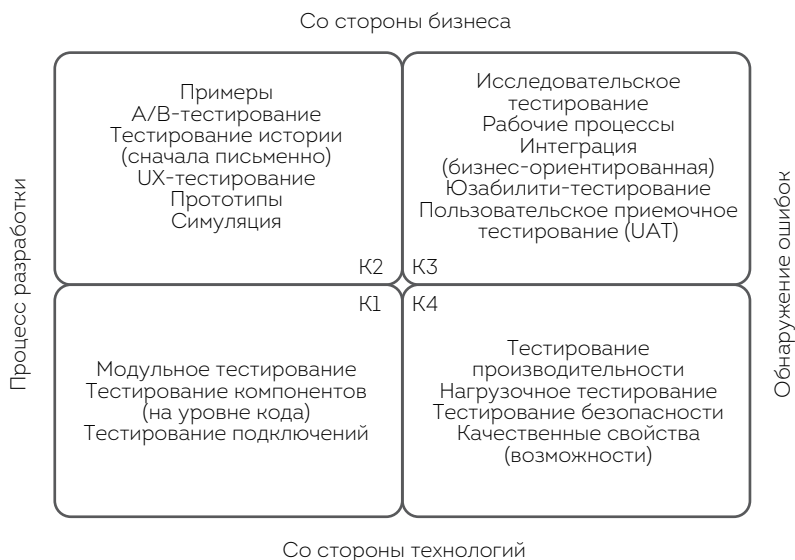 Со стороны бизнеса
Процесс разработки
Примеры
A/B-тестирование
Тестирование истории
(сначала письменно)
UX-тестирование
Прототипы
Симуляция
К2
Исследовательское
тестирование
Рабочие процессы
Интеграция
(бизнес-ориентированная)
Юзабилити-тестирование
Пользовательское приемочное
тестирование (UAT)
К3
К1
Модульное тестирование
Тестирование компонентов
(на уровне кода)
Тестирование подключений
К4
Тестирование
производительности
Нагрузочное тестирование
Тестирование безопасности
Качественные свойства
(возможности)
Обнаружение ошибок
Со стороны технологий